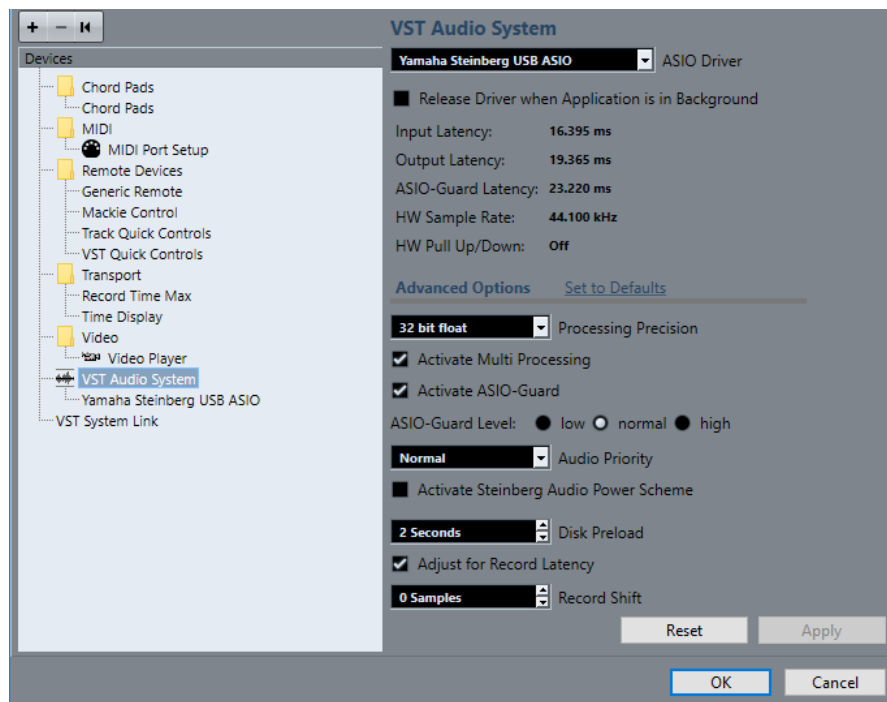 VST Audio System
Devices
Yamaha Steinberg USB ASIO ASIO Driver
Chord Pads
Chord Pads
MIDI
MIDI Port Setup
Remote Devices
Generic Remote
Mackie Control
Track Quick Controls
VST Quick Controls
Transport
Record Time Max
Time Display
Video
Video Player
VST Audio System
Yamaha Steinberg USB ASIO
VST System Link
Release Driver when Application is in Background
Input Latency: 16.395 ms
Output Latency: 19.365 ms
ASIO-Guard Latency: 23.220 ms
HW Sample Rate: 44.100 kHz
HW Pull Up/Down: Off
Advanced Options Set to Defaults
32 bit float Processing Precision
Activate Multi Processing
Activate ASIO-Guard
ASIO-Guard Level: low normal high
Normal Audio Priority
Activate Steinberg Audio Power Scheme
2 Seconds Disk Preload
Adjust for Record Latency
0 Samples Record Shift
Reset Apply
OK Cancel